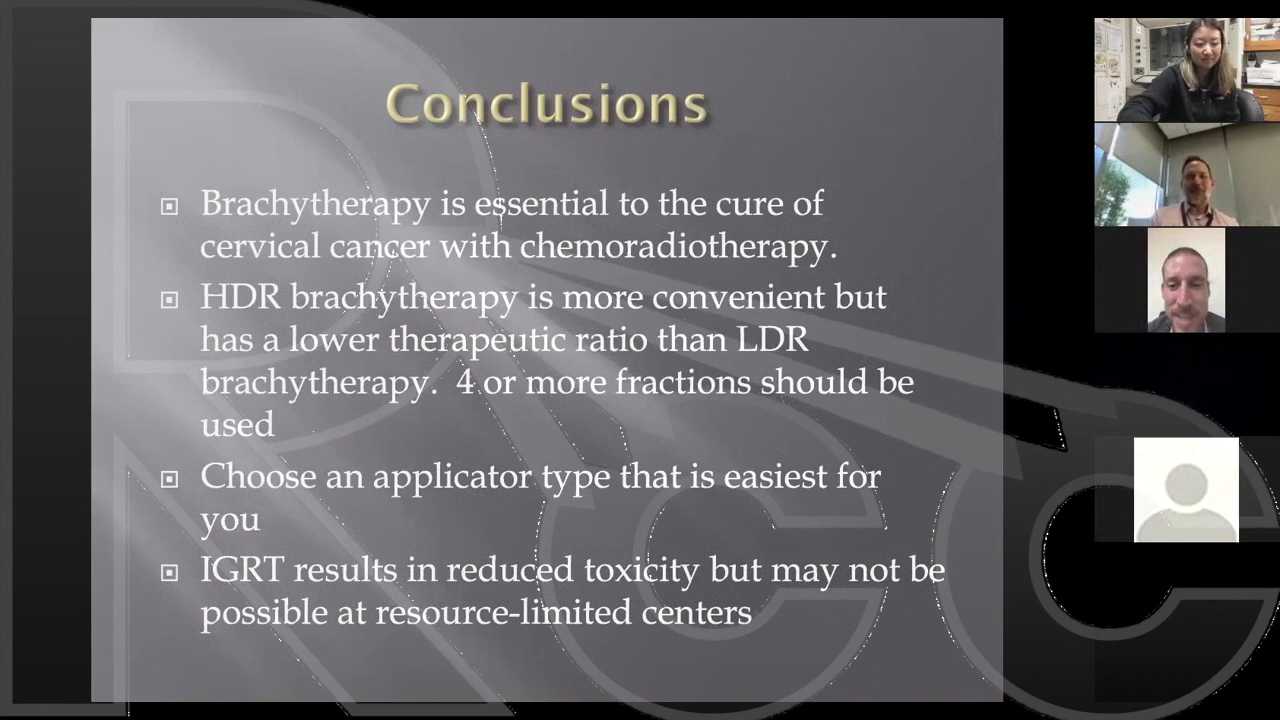 Conclusions
Brachytherapy is essential to the cure of
cervical cancer with chemoradiotherapy.
HDR brachytherapy is more convenient but
has a lower therapeutic ratio than LDR
brachytherapy.  4 or more fractions should be
used
Choose an applicator type that is easiest for
you
IGRT results in reduced toxicity but may not be
possible at resource-limited centers
RCC